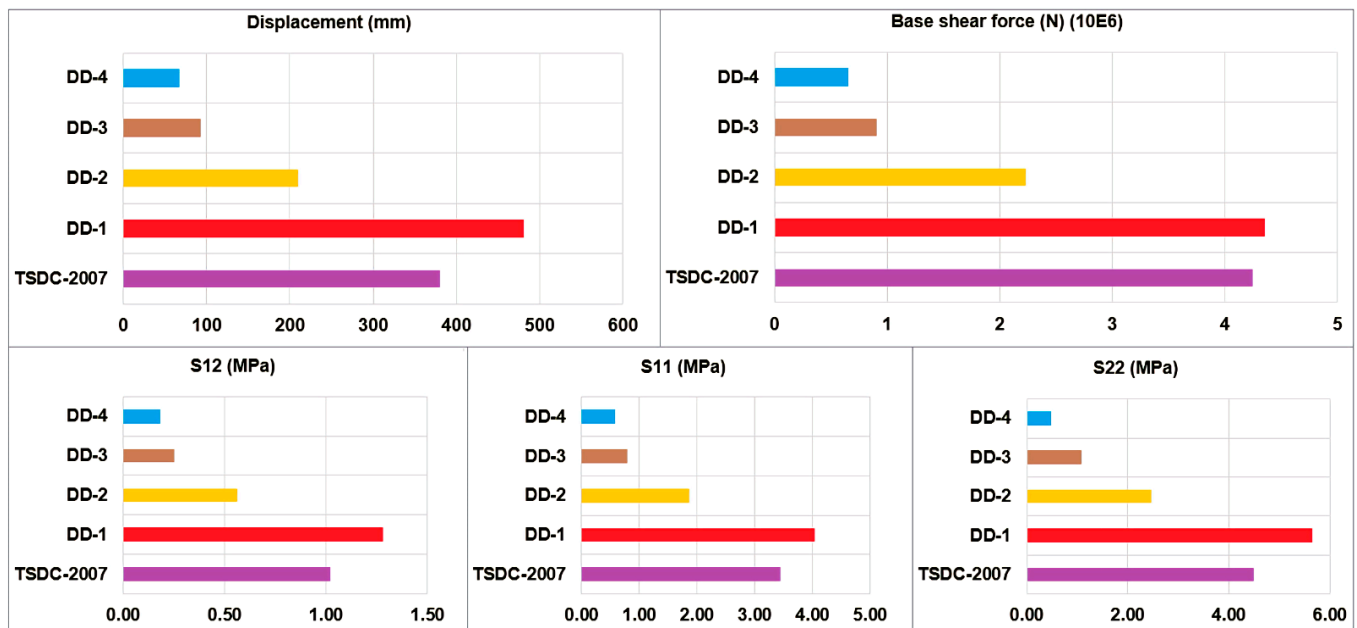 Displacement (mm)
DD-4
DD-3
DD-2
DD-1
TSDC-2007
0 100 200 300 400 500 600
Base shear force (N) (10E6)
DD-4
DD-3
DD-2
DD-1
TSDC-2007
0 1 2 3 4 5
S12 (MPa)
DD-4
DD-3
DD-2
DD-1
TSDC-2007
0.00 0.50 1.00 1.50
S11 (MPa)
DD-4
DD-3
DD-2
DD-1
TSDC-2007
0.00 1.00 2.00 3.00 4.00 5.00
S22 (MPa)
DD-4
DD-3
DD-2
DD-1
TSDC-2007
0.00 2.00 4.00 6.00